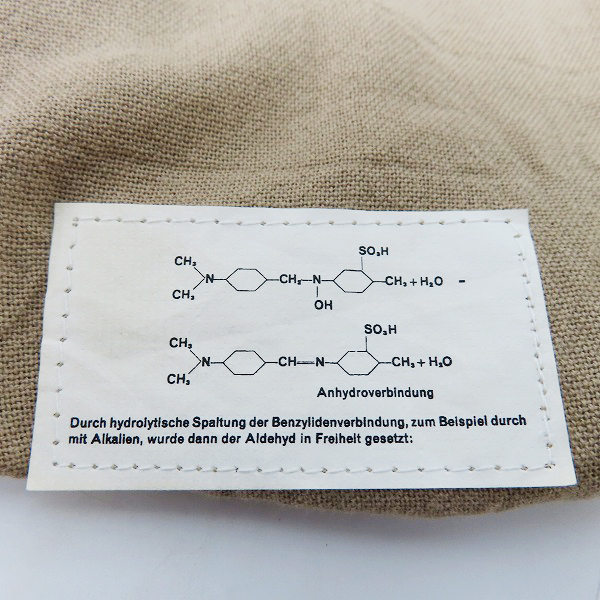 SO₃H
CH₃
N CH₂ N CH₃ + H₂O -
CH₃
OH
SO₃H
CH₃
N CH N CH₃ + H₂O
CH₃
Anhydroverbindung
Durch hydrolytische Spaltung der Benzylidenverbindung, zum Beispiel durch
mit Alkalien, wurde dann der Aldehyd in Freiheit gesetzt: